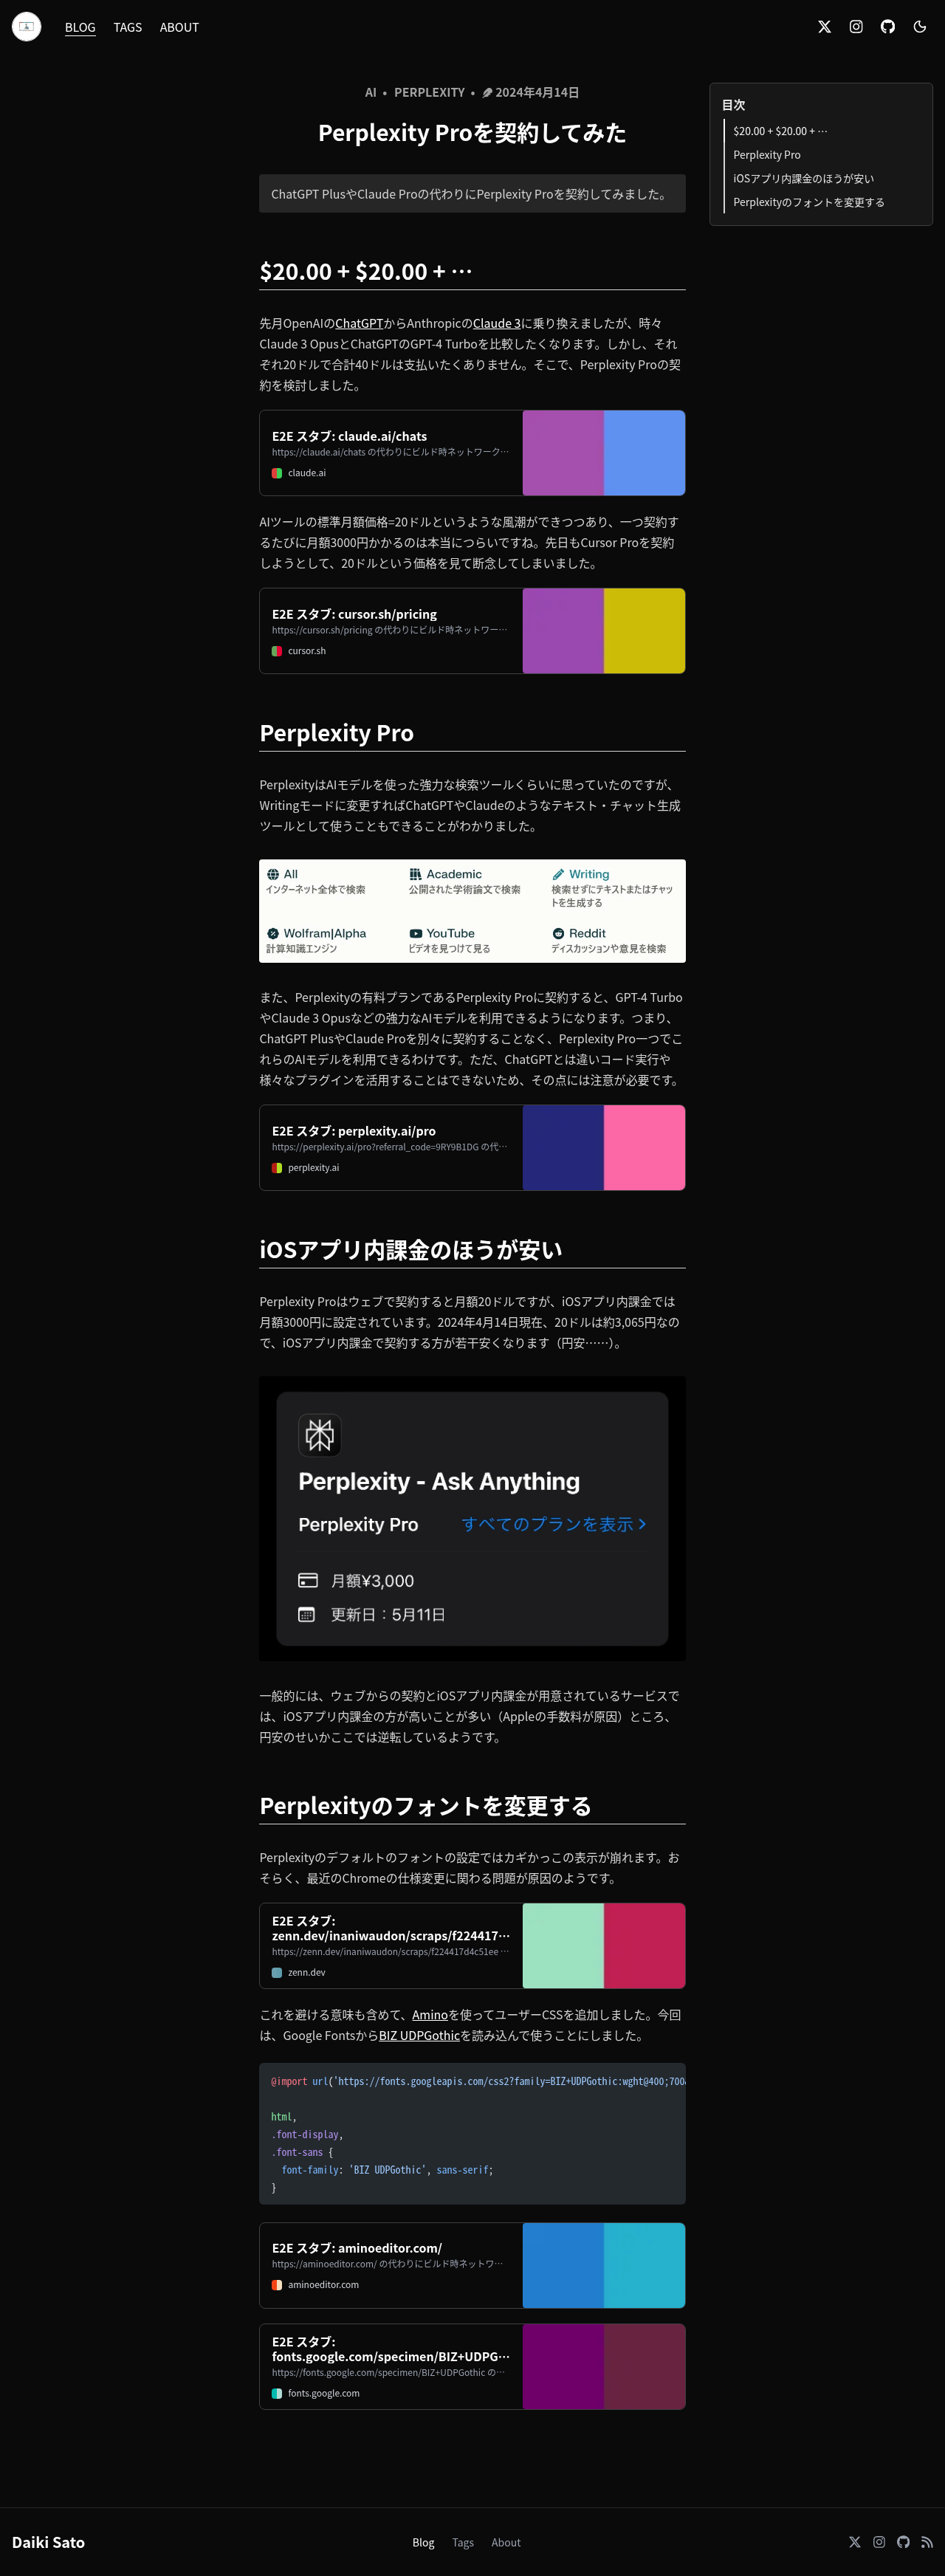 BLOG TAGS ABOUT
AI • PERPLEXITY • 2024年4月14日
Perplexity Proを契約してみた
ChatGPT PlusやClaude Proの代わりにPerplexity Proを契約してみました。
目次
$20.00 + $20.00 + …
Perplexity Pro
iOSアプリ内課金のほうが安い
Perplexityのフォントを変更する
$20.00 + $20.00 + …
先月OpenAIのChatGPTからAnthropicのClaude 3に乗り換えましたが、時々
Claude 3 OpusとChatGPTのGPT-4 Turboを比較したくなります。しかし、それ
ぞれ20ドルで合計40ドルは支払いたくありません。そこで、Perplexity Proの契
約を検討しました。
E2E スタブ: claude.ai/chats
https://claude.ai/chats の代わりにビルド時ネットワーク…
claude.ai
AIツールの標準月額価格=20ドルというような風潮ができつつあり、一つ契約す
るたびに月額3000円かかるのは本当につらいですね。先日もCursor Proを契約
しようとして、20ドルという価格を見て断念してしまいました。
E2E スタブ: cursor.sh/pricing
https://cursor.sh/pricing の代わりにビルド時ネットワー…
cursor.sh
Perplexity Pro
PerplexityはAIモデルを使った強力な検索ツールくらいに思っていたのですが、
Writingモードに変更すればChatGPTやClaudeのようなテキスト・チャット生成
ツールとして使うこともできることがわかりました。
All
インターネット全体で検索
Academic
公開された学術論文で検索
Writing
検索せずにテキストまたはチャッ
トを生成する
Wolfram|Alpha
計算知識エンジン
YouTube
ビデオを見つけて見る
Reddit
ディスカッションや意見を検索
また、Perplexityの有料プランであるPerplexity Proに契約すると、GPT-4 Turbo
やClaude 3 Opusなどの強力なAIモデルを利用できるようになります。つまり、
ChatGPT PlusやClaude Proを別々に契約することなく、Perplexity Pro一つでこ
れらのAIモデルを利用できるわけです。ただ、ChatGPTとは違いコード実行や
様々なプラグインを活用することはできないため、その点には注意が必要です。
E2E スタブ: perplexity.ai/pro
https://perplexity.ai/pro?referral_code=9RY9B1DG の代…
perplexity.ai
iOSアプリ内課金のほうが安い
Perplexity Proはウェブで契約すると月額20ドルですが、iOSアプリ内課金では
月額3000円に設定されています。2024年4月14日現在、20ドルは約3,065円なの
で、iOSアプリ内課金で契約する方が若干安くなります（円安……）。
Perplexity - Ask Anything
Perplexity Pro すべてのプランを表示
月額¥3,000
更新日：5月11日
一般的には、ウェブからの契約とiOSアプリ内課金が用意されているサービスで
は、iOSアプリ内課金の方が高いことが多い（Appleの手数料が原因）ところ、
円安のせいかここでは逆転しているようです。
Perplexityのフォントを変更する
Perplexityのデフォルトのフォントの設定ではカギかっこの表示が崩れます。お
そらく、最近のChromeの仕様変更に関わる問題が原因のようです。
E2E スタブ:
zenn.dev/inaniwaudon/scraps/f224417…
https://zenn.dev/inaniwaudon/scraps/f224417d4c51ee …
zenn.dev
これを避ける意味も含めて、Aminoを使ってユーザーCSSを追加しました。今回
は、Google FontsからBIZ UDPGothicを読み込んで使うことにしました。
@import url('https://fonts.googleapis.com/css2?family=BIZ+UDPGothic:wght@400;700&
html,
.font-display,
.font-sans {
font-family: 'BIZ UDPGothic', sans-serif;
}
E2E スタブ: aminoeditor.com/
https://aminoeditor.com/ の代わりにビルド時ネットワ…
aminoeditor.com
E2E スタブ:
fonts.google.com/specimen/BIZ+UDPG…
https://fonts.google.com/specimen/BIZ+UDPGothic の…
fonts.google.com
Daiki Sato
Blog Tags About